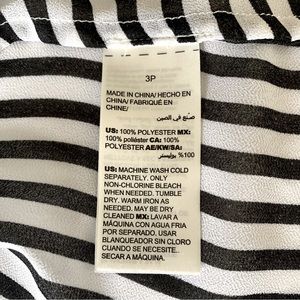 3P
MADE IN CHINA/ HECHO EN
CHINA/ FABRIQUÉ EN
CHINE/
صنع في الصين
US: 100% POLYESTER MX:
100% poliéster CA: 100%
POLYESTER AE/KW/SA:
100% بوليستر
US: MACHINE WASH COLD
SEPARATELY. ONLY
NON-CHLORINE BLEACH
WHEN NEEDED. TUMBLE
DRY. WARM IRON AS
NEEDED. MAY BE DRY
CLEANED MX: LAVAR A
MÁQUINA CON AGUA FRIA
POR SEPARADO. USAR
BLANQUEADOR SIN CLORO
CUANDO SE NECESITE.
SECAR A MÁQUINA.